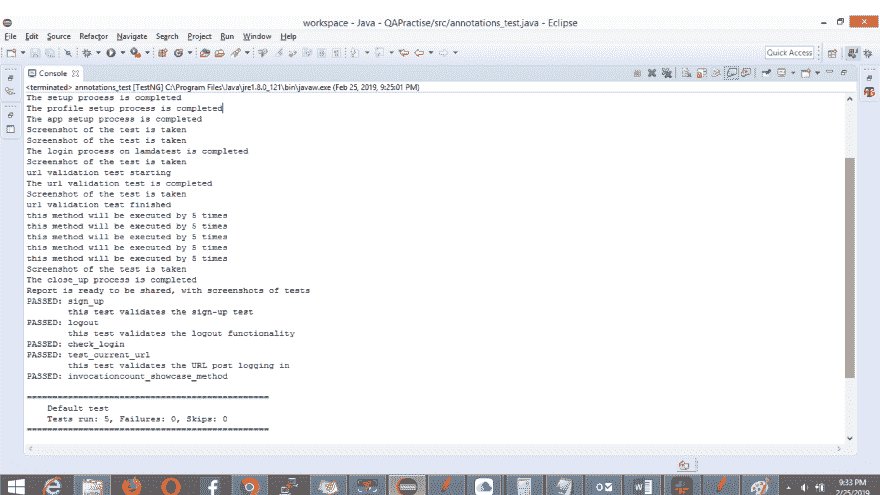 workspace - Java - QAPractise/src/annotations_test.java - Eclipse
File Edit Source Refactor Navigate Search Project Run Window Help
Quick Access
Console
<terminated> annotations_test [TestNG] C:\Program Files\Java\jre1.8.0_121\bin\javaw.exe (Feb 25, 2019, 9:25:01 PM)
The setup process is completed
The profile setup process is completed
The app setup process is completed
Screenshot of the test is taken
Screenshot of the test is taken
The login process on lamdatest is completed
Screenshot of the test is taken
url validation test starting
The url validation test is completed
Screenshot of the test is taken
url validation test finished
this method will be executed by 5 times
this method will be executed by 5 times
this method will be executed by 5 times
this method will be executed by 5 times
this method will be executed by 5 times
Screenshot of the test is taken
The close_up process is completed
Report is ready to be shared, with screenshots of tests
PASSED: sign_up
this test validates the sign-up test
PASSED: logout
this test validates the logout functionality
PASSED: check_login
PASSED: test_current_url
this test validates the URL post logging in
PASSED: invocationcount_showcase_method
===============================================
Default test
Tests run: 5, Failures: 0, Skips: 0
===============================================
9:33 PM
2/25/2019